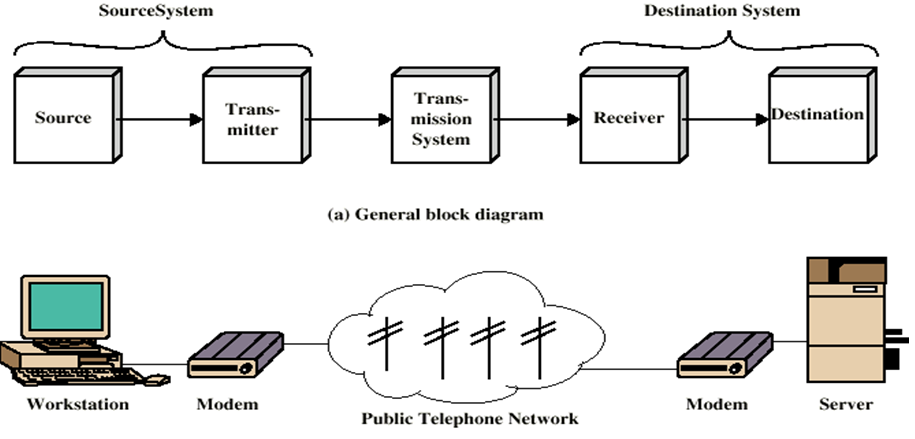 SourceSystem
Destination System
Source
Trans-
mitter
Trans-
mission
System
Receiver
Destination
(a) General block diagram
Workstation
Modem
Public Telephone Network
Modem
Server